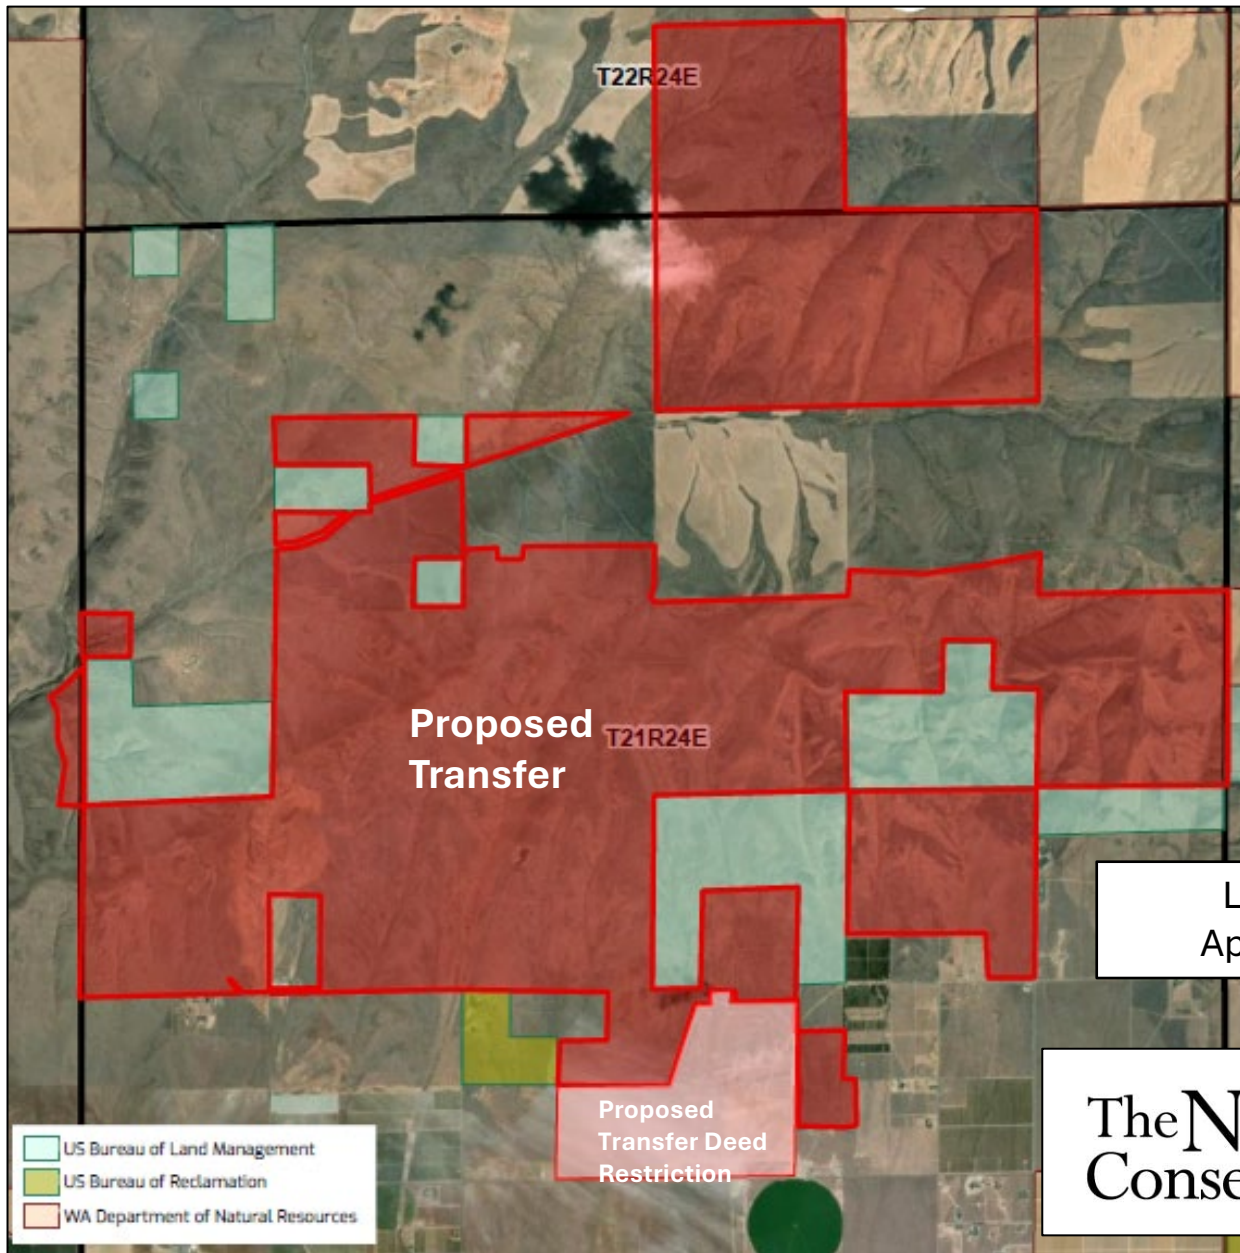 T22R24E
Proposed
Transfer
T21R24E
L
Ap
The N
Conse
Proposed
Transfer Deed
Restriction
US Bureau of Land Management
US Bureau of Reclamation
WA Department of Natural Resources